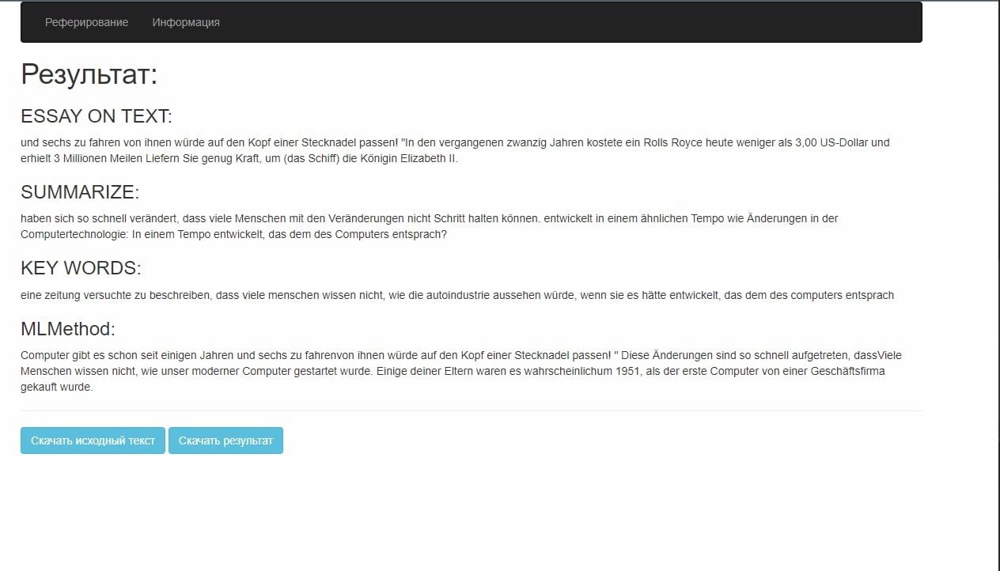 Реферирование Информация
Результат:
ESSAY ON TEXT:
und sechs zu fahren von ihnen würde auf den Kopf einer Stecknadel passen! "In den vergangenen zwanzig Jahren kostete ein Rolls Royce heute weniger als 3,00 US-Dollar und
erhielt 3 Millionen Meilen Liefern Sie genug Kraft, um (das Schiff) die Königin Elizabeth II.
SUMMARIZE:
haben sich so schnell verändert, dass viele Menschen mit den Veränderungen nicht Schritt halten können. entwickelt in einem ähnlichen Tempo wie Änderungen in der
Computertechnologie: In einem Tempo entwickelt, das dem des Computers entsprach?
KEY WORDS:
eine zeitung versuchte zu beschreiben, dass viele menschen wissen nicht, wie die autoindustrie aussehen würde, wenn sie es hätte entwickelt, das dem des computers entsprach
MLMethod:
Computer gibt es schon seit einigen Jahren und sechs zu fahrenvon ihnen würde auf den Kopf einer Stecknadel passen! " Diese Änderungen sind so schnell aufgetreten, dassViele
Menschen wissen nicht, wie unser moderner Computer gestartet wurde. Einige deiner Eltern waren es wahrscheinlichum 1951, als der erste Computer von einer Geschäftsfirma
gekauft wurde.
Скачать исходный текст Скачать результат